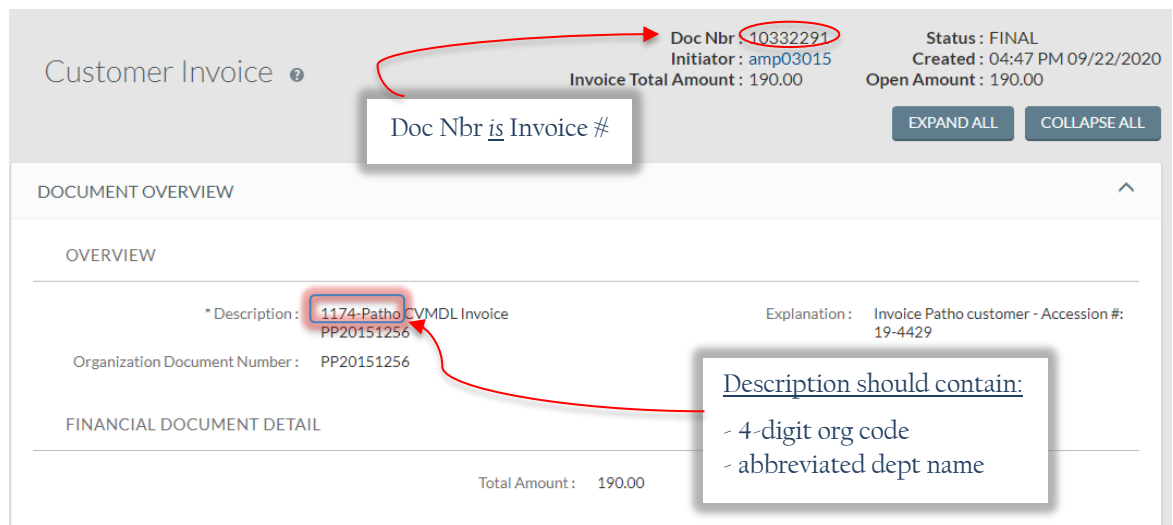 Customer Invoice ?
Doc Nbr : 10332291
Status : FINAL
Initiator : amp03015
Created : 04:47 PM 09/22/2020
Invoice Total Amount : 190.00
Open Amount : 190.00
Doc Nbr is Invoice #
EXPAND ALL
COLLAPSE ALL
DOCUMENT OVERVIEW
OVERVIEW
* Description : 1174-Patho CVMDL Invoice
PP20151256
Explanation : Invoice Patho customer - Accession #:
19-4429
Organization Document Number : PP20151256
Description should contain:
- 4-digit org code
- abbreviated dept name
FINANCIAL DOCUMENT DETAIL
Total Amount : 190.00